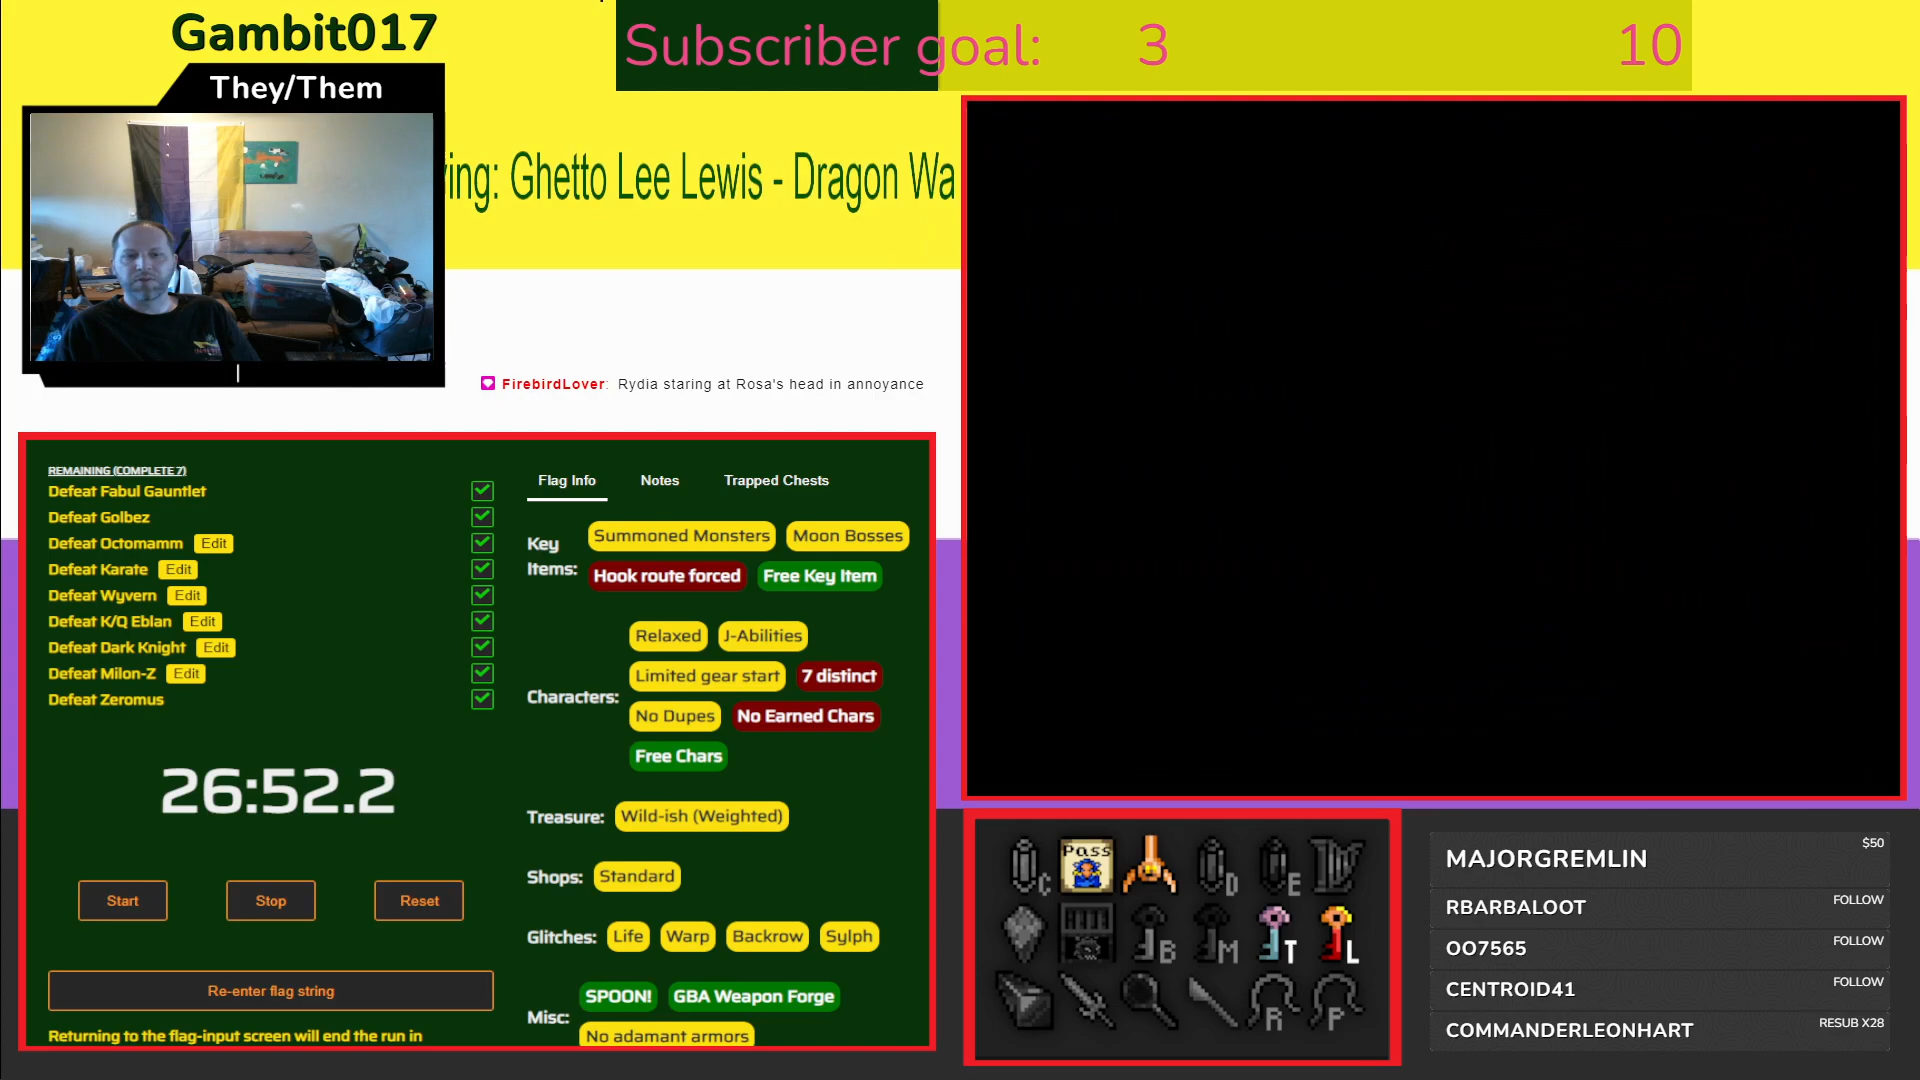 Gambit017
They/Them
Subscriber goal: 3 10
ing: Ghetto Lee Lewis - Dragon Wa
FirebirdLover: Rydia staring at Rosa's head in annoyance
REMAINING (COMPLETE 7)
Defeat Fabul Gauntlet
Defeat Golbez
Defeat Octomamm Edit
Defeat Karate Edit
Defeat Wyvern Edit
Defeat K/Q Eblan Edit
Defeat Dark Knight Edit
Defeat Milon-Z Edit
Defeat Zeromus
26:52.2
Start Stop Reset
Re-enter flag string
Returning to the flag-input screen will end the run in
Flag Info Notes Trapped Chests
Key Items: Summoned Monsters Moon Bosses
Hook route forced Free Key Item
Characters: Relaxed J-Abilities
Limited gear start 7 distinct
No Dupes No Earned Chars
Free Chars
Treasure: Wild-ish (Weighted)
Shops: Standard
Glitches: Life Warp Backrow Sylph
Misc: SPOON! GBA Weapon Forge
No adamant armors
C Pass D E
B M T L
R P
MAJORGREMLIN $50
RBARBALOOT FOLLOW
OO7565 FOLLOW
CENTROID41 FOLLOW
COMMANDERLEONHART RESUB X28